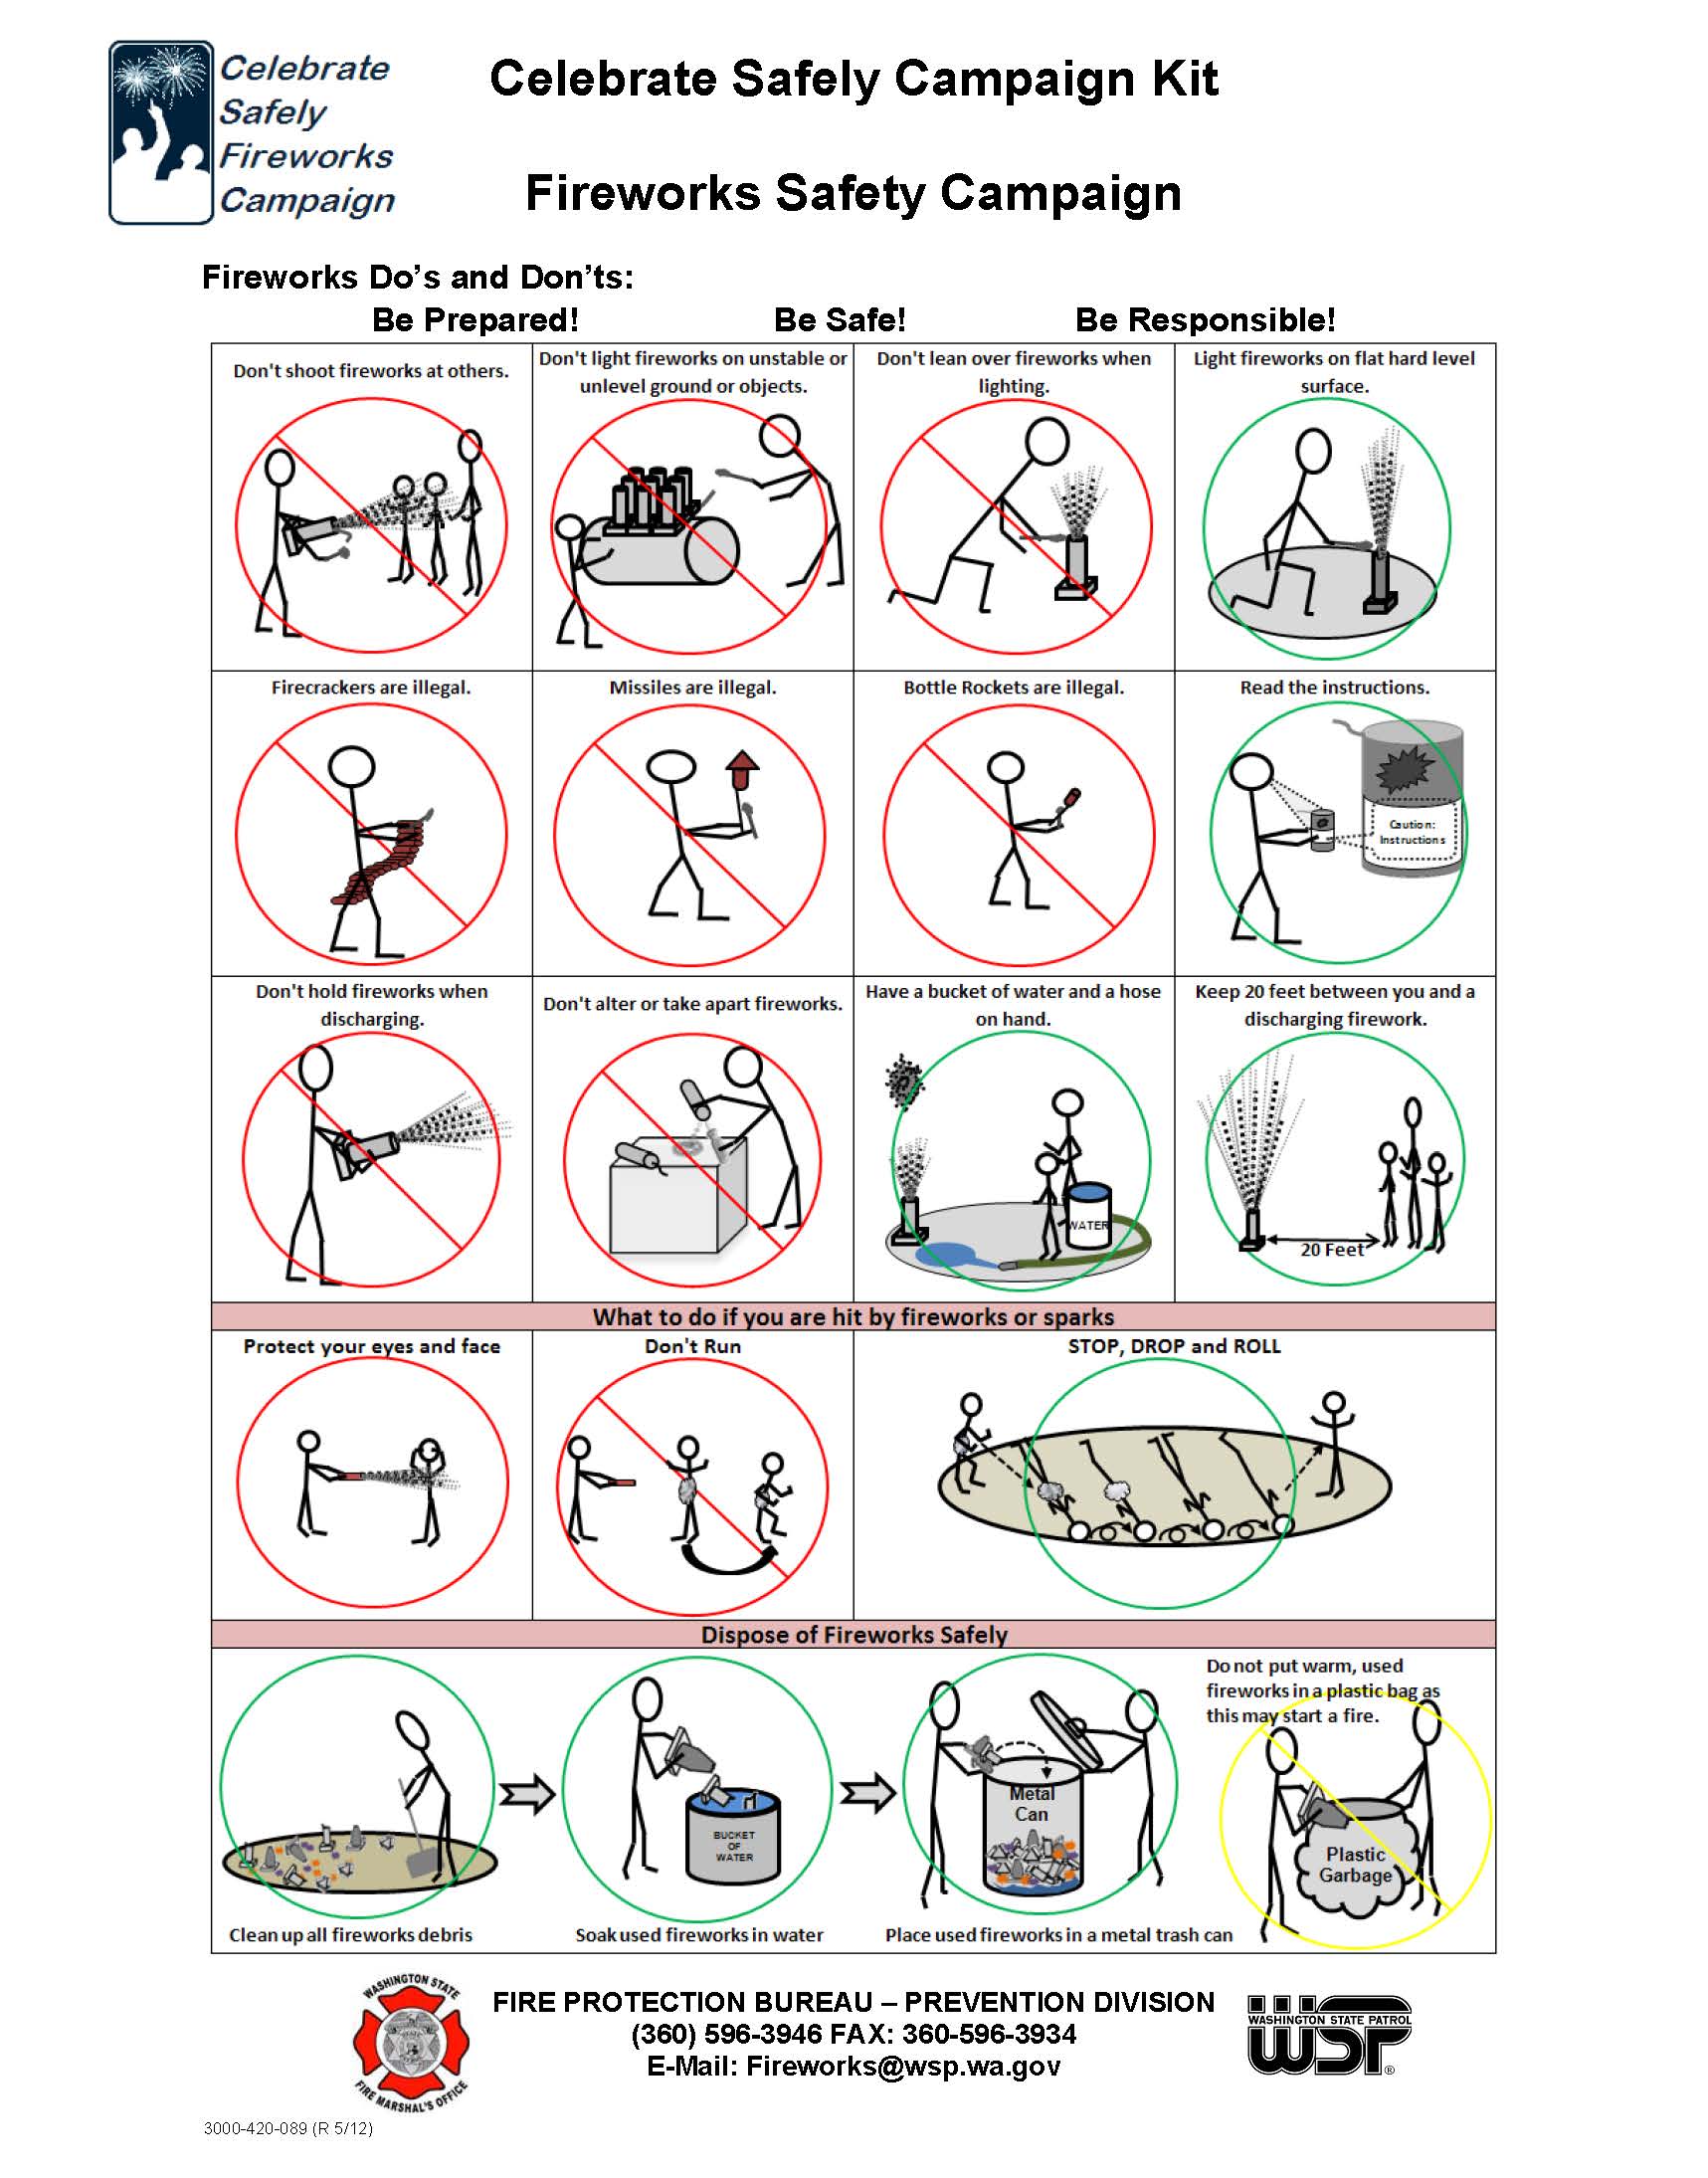 Celebrate
Safely
Fireworks
Campaign
Celebrate Safely Campaign Kit
Fireworks Safety Campaign
Fireworks Do's and Don'ts:
Be Prepared! Be Safe! Be Responsible!
Don't shoot fireworks at others.
Don't light fireworks on unstable or
unlevel ground or objects.
Don't lean over fireworks when
lighting.
Light fireworks on flat hard level
surface.
Firecrackers are illegal.
Missiles are illegal.
Bottle Rockets are illegal.
Read the instructions.
Caution:
Instructions
Don't hold fireworks when
discharging.
Don't alter or take apart fireworks.
Have a bucket of water and a hose
on hand.
WATER
Keep 20 feet between you and a
discharging firework.
20 Feet
What to do if you are hit by fireworks or sparks
Protect your eyes and face
Don't Run
STOP, DROP and ROLL
Dispose of Fireworks Safely
Clean up all fireworks debris
BUCKET
OF
WATER
Soak used fireworks in water
Metal
Can
Place used fireworks in a metal trash can
Do not put warm, used
fireworks in a plastic bag as
this may start a fire.
Plastic
Garbage
WASHINGTON STATE
FIRE MARSHAL'S OFFICE
FIRE PROTECTION BUREAU – PREVENTION DIVISION
(360) 596-3946 FAX: 360-596-3934
E-Mail: Fireworks@wsp.wa.gov
WASHINGTON STATE PATROL
WSP®
3000-420-089 (R 5/12)